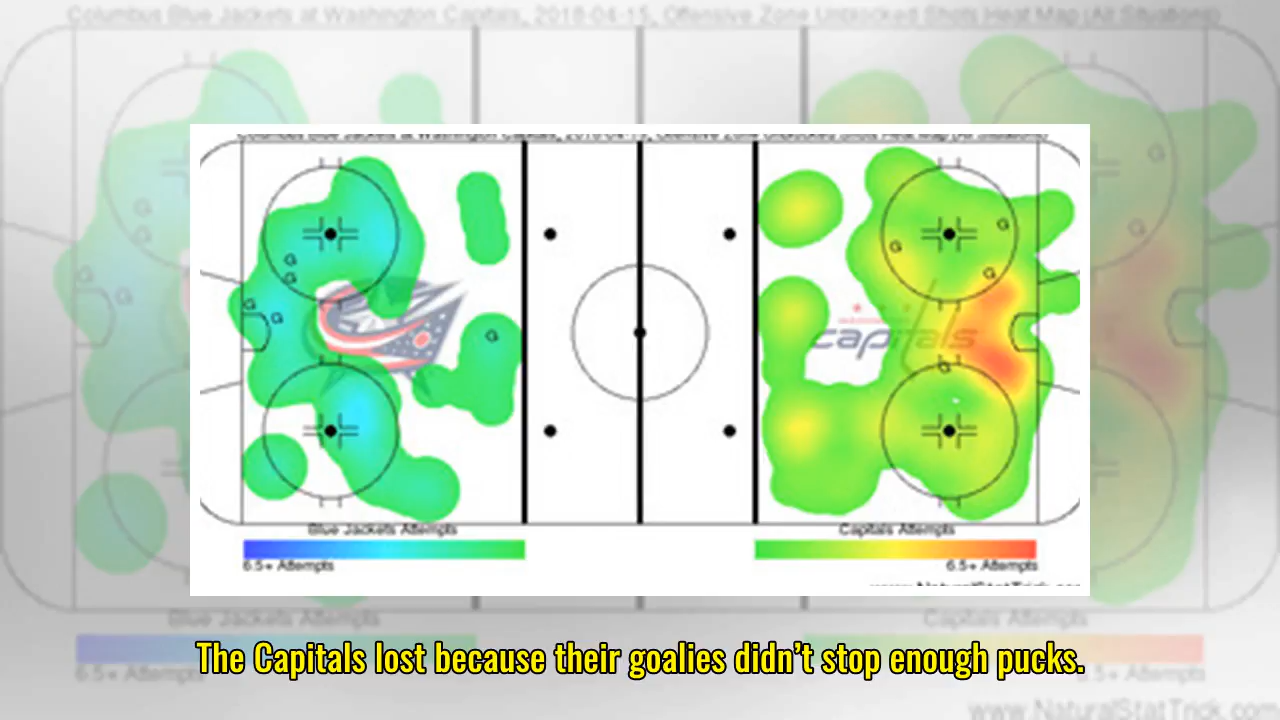 Columbus Blue Jackets at Washington Capitals, 2018-04-15, Offensive Zone Unblocked Shots Heat Map (All Situations)
G
G
G
G
G
G
G
G
G
capitals
Blue Jackets Attempts
Capitals Attempts
6.5+ Attempts
6.5+ Attempts
www.NaturalStatTrick.com
The Capitals lost because their goalies didn't stop enough pucks.